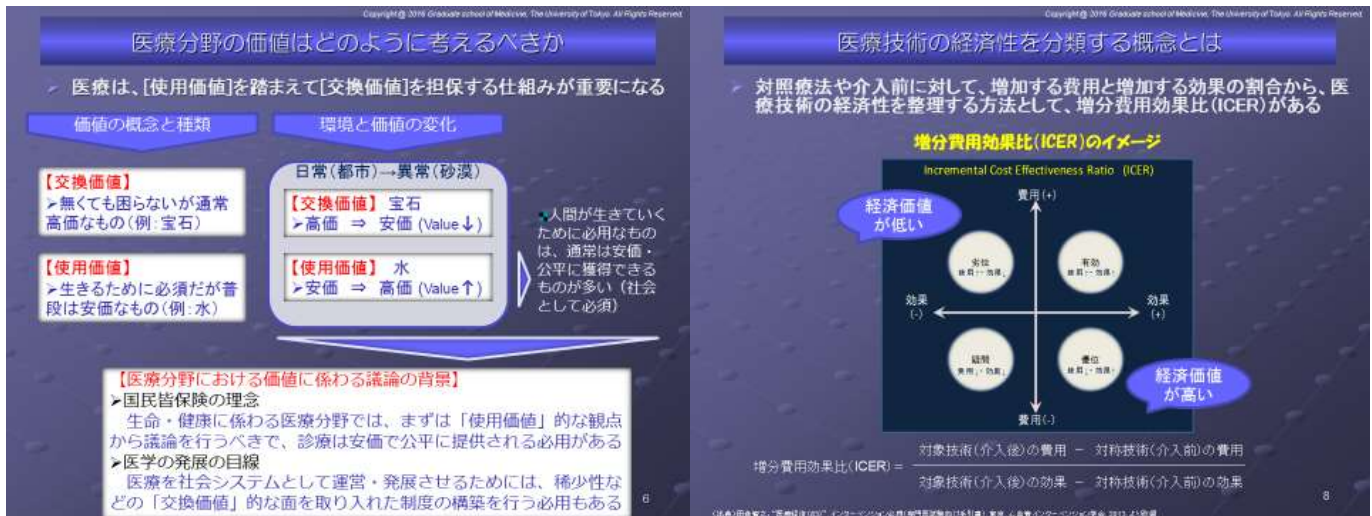 Copyright@ 2016 Graduate school of Medicine, The University of Tokyo. All Rights Reserved.
医療分野の価値はどのように考えるべきか
医療は、[使用価値]を踏まえて[交換価値]を担保する仕組みが重要になる
価値の概念と種類
環境と価値の変化
【交換価値】
➢無くても困らないが通常
高価なもの(例:宝石)
【使用価値】
➢生きるために必須だが普
段は安価なもの(例:水)
日常(都市)→異常(砂漠)
【交換価値】 宝石
➢高価 ⇒ 安価 (Value↓)
【使用価値】 水
➢安価 ⇒ 高価 (Value↑)
人間が生きていく
ために必用なもの
は、通常は安価・
公平に獲得できる
ものが多い(社会
として必須)
【医療分野における価値に係わる議論の背景】
➢国民皆保険の理念
生命・健康に係わる医療分野では、まずは「使用価値」的な観点
から議論を行うべきで、診療は安価で公平に提供される必用がある
➢医学の発展の目線
医療を社会システムとして運営・発展させるためには、稀少性な
どの「交換価値」的な面を取り入れた制度の構築を行う必用もある
6
Copyright@ 2016 Graduate school of Medicine, The University of Tokyo. All Rights Reserved.
医療技術の経済性を分類する概念とは
対照療法や介入前に対して、増加する費用と増加する効果の割合から、医
療技術の経済性を整理する方法として、増分費用効果比(ICER)がある
増分費用効果比(ICER)のイメージ
Incremental Cost Effectiveness Ratio (ICER)
費用(+)
経済価値
が低い
劣位
費用↑・効果↓
有効
費用↑・効果↑
効果
(-)
効果
(+)
疑問
費用↓・効果↓
優位
費用↓・効果↑
経済価値
が高い
費用(-)
増分費用効果比(ICER)=
対象技術(介入後)の費用 - 対称技術(介入前)の費用
対象技術(介入後)の効果 - 対称技術(介入前)の効果
8